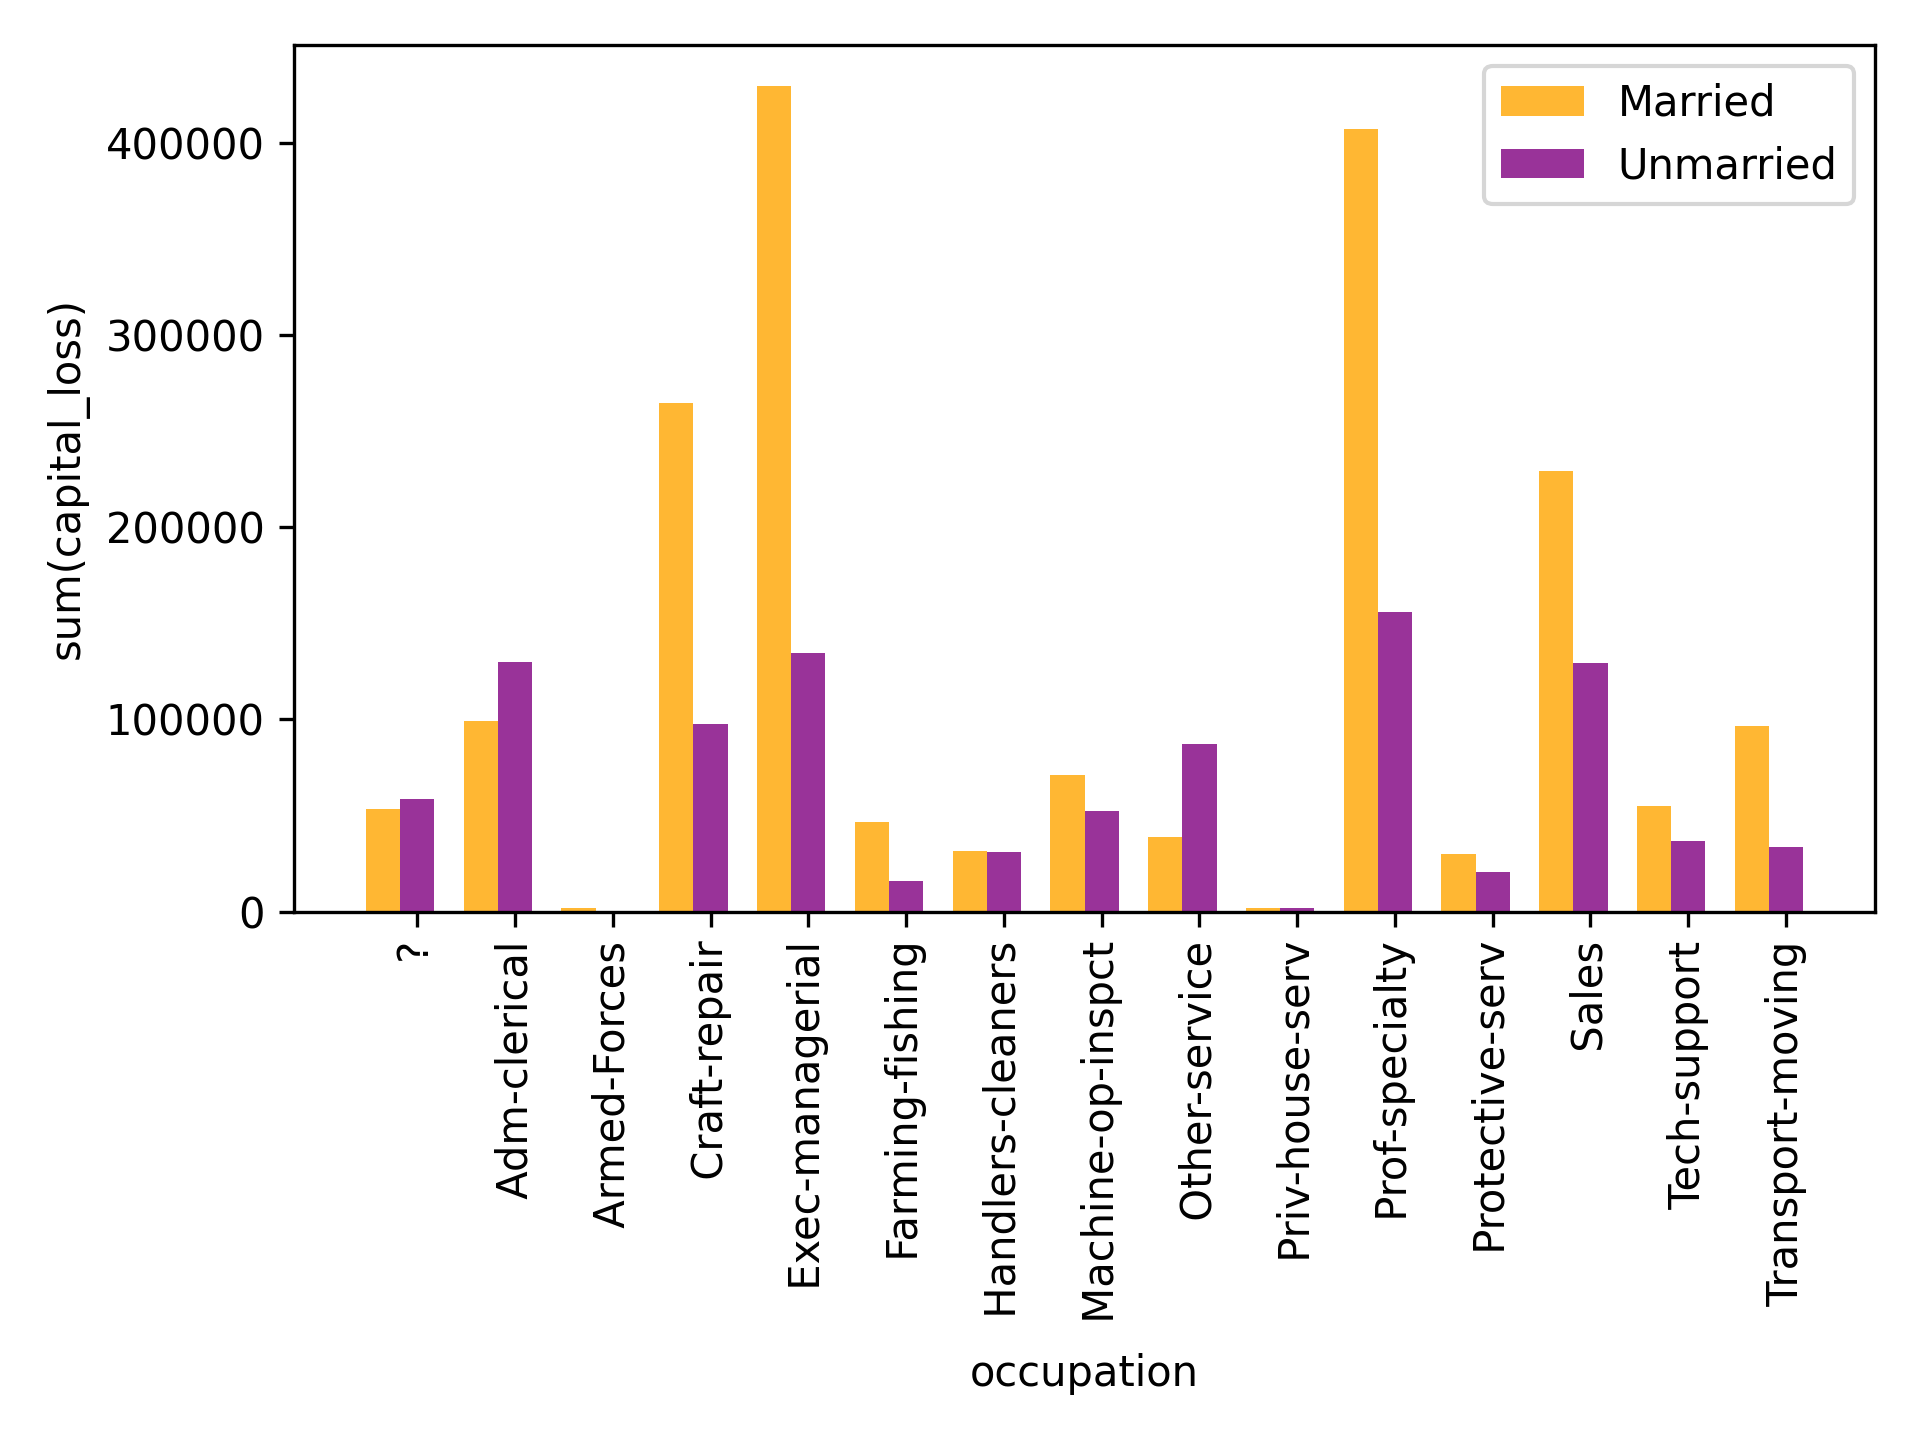 Married
Unmarried
400000
300000
200000
100000
0
sum(capital_loss)
?
Adm-clerical
Armed-Forces
Craft-repair
Exec-managerial
Farming-fishing
Handlers-cleaners
Machine-op-inspct
Other-service
Priv-house-serv
Prof-specialty
Protective-serv
Sales
Tech-support
Transport-moving
occupation